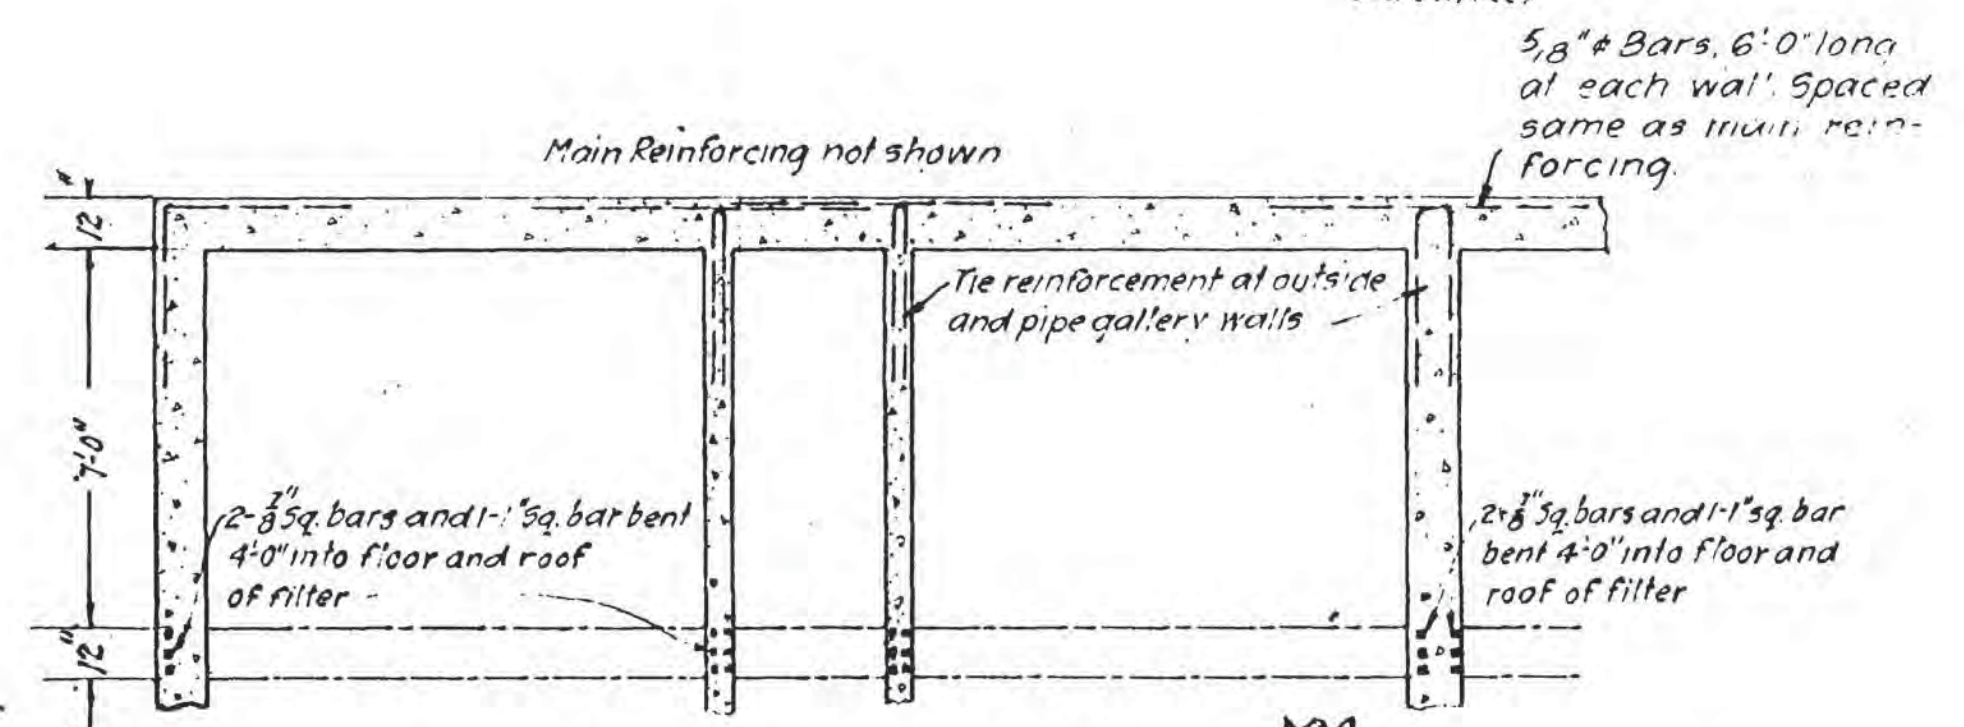 5/8" ⌀ Bars, 6'-0" long
at each wall. Spaced
same as main rein-
forcing.
Main Reinforcing not shown
12"
Tie reinforcement at outside
and pipe gallery walls
7'-0"
2-7/8" Sq. bars and 1-1" Sq. bar bent
4'-0" into floor and roof
of filter
2-7/8" Sq. bars and 1-1" sq. bar
bent 4'-0" into floor and
roof of filter
12"